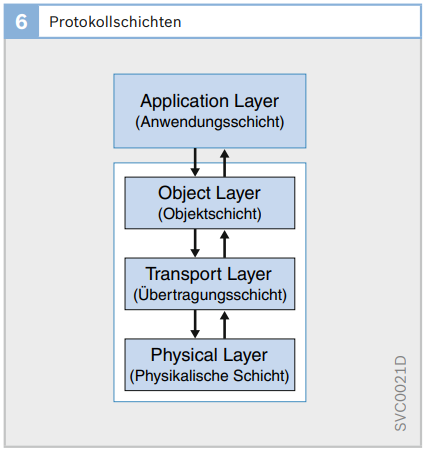 6 Protokollschichten
Application Layer
(Anwendungsschicht)
Object Layer
(Objektschicht)
Transport Layer
(Übertragungsschicht)
Physical Layer
(Physikalische Schicht)
SVC0021D